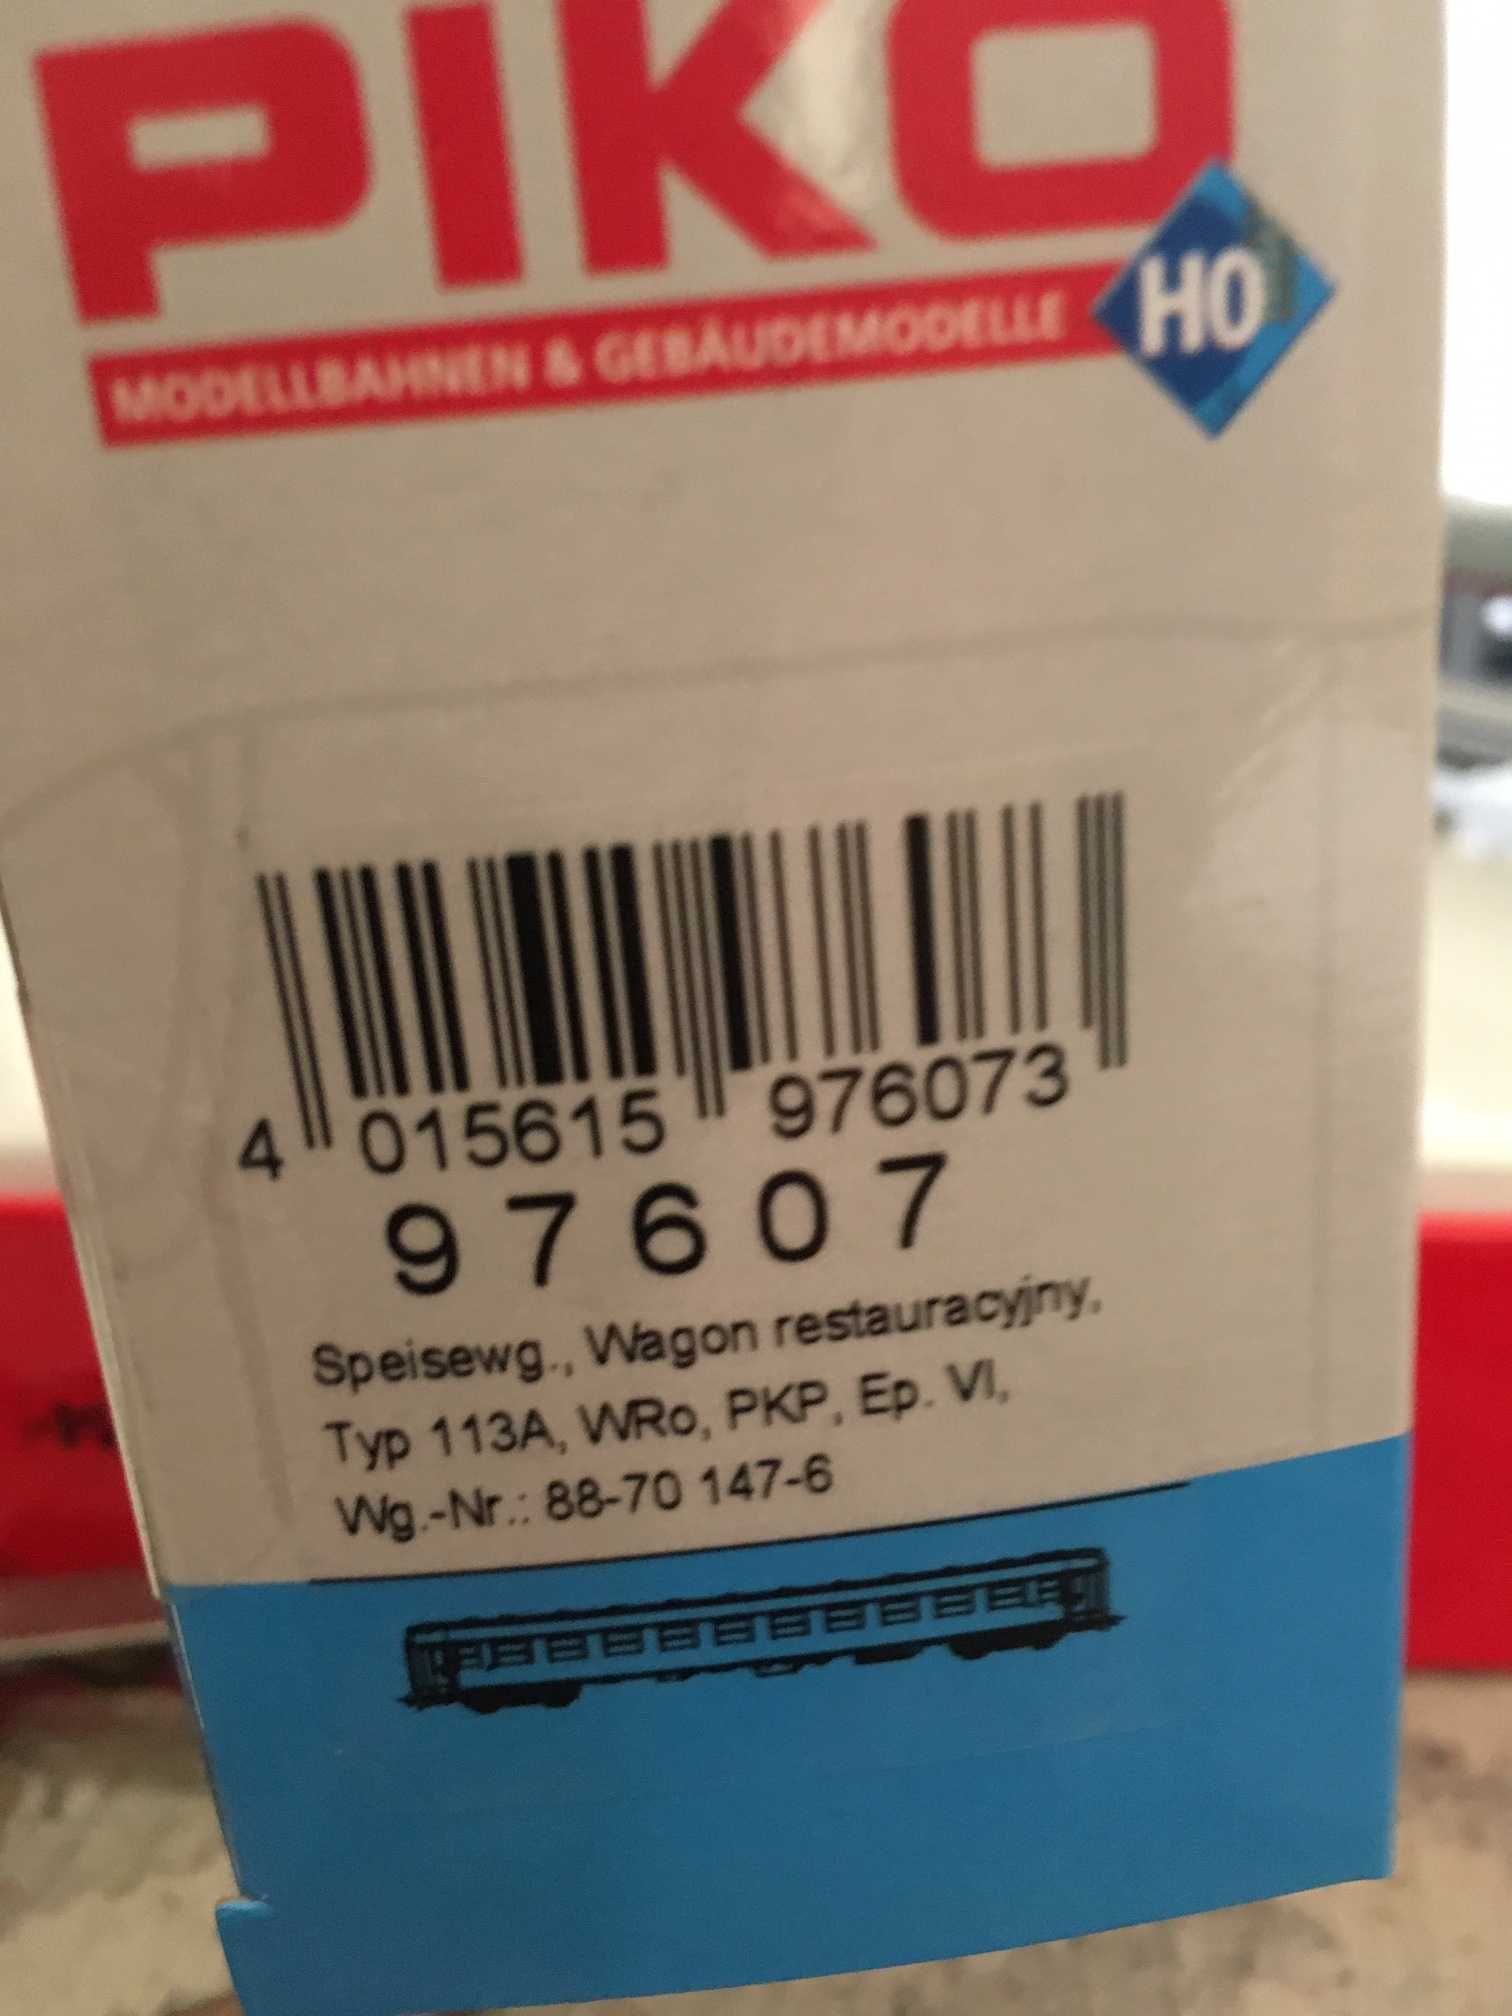 PIKO
MODELLBAHNEN & GEBÄUDEMODELLE
H0
4 015615 976073
97607
Speisewg., Wagon restauracyjny,
Typ 113A, WRo, PKP, Ep. VI,
Wg.-Nr.: 88-70 147-6